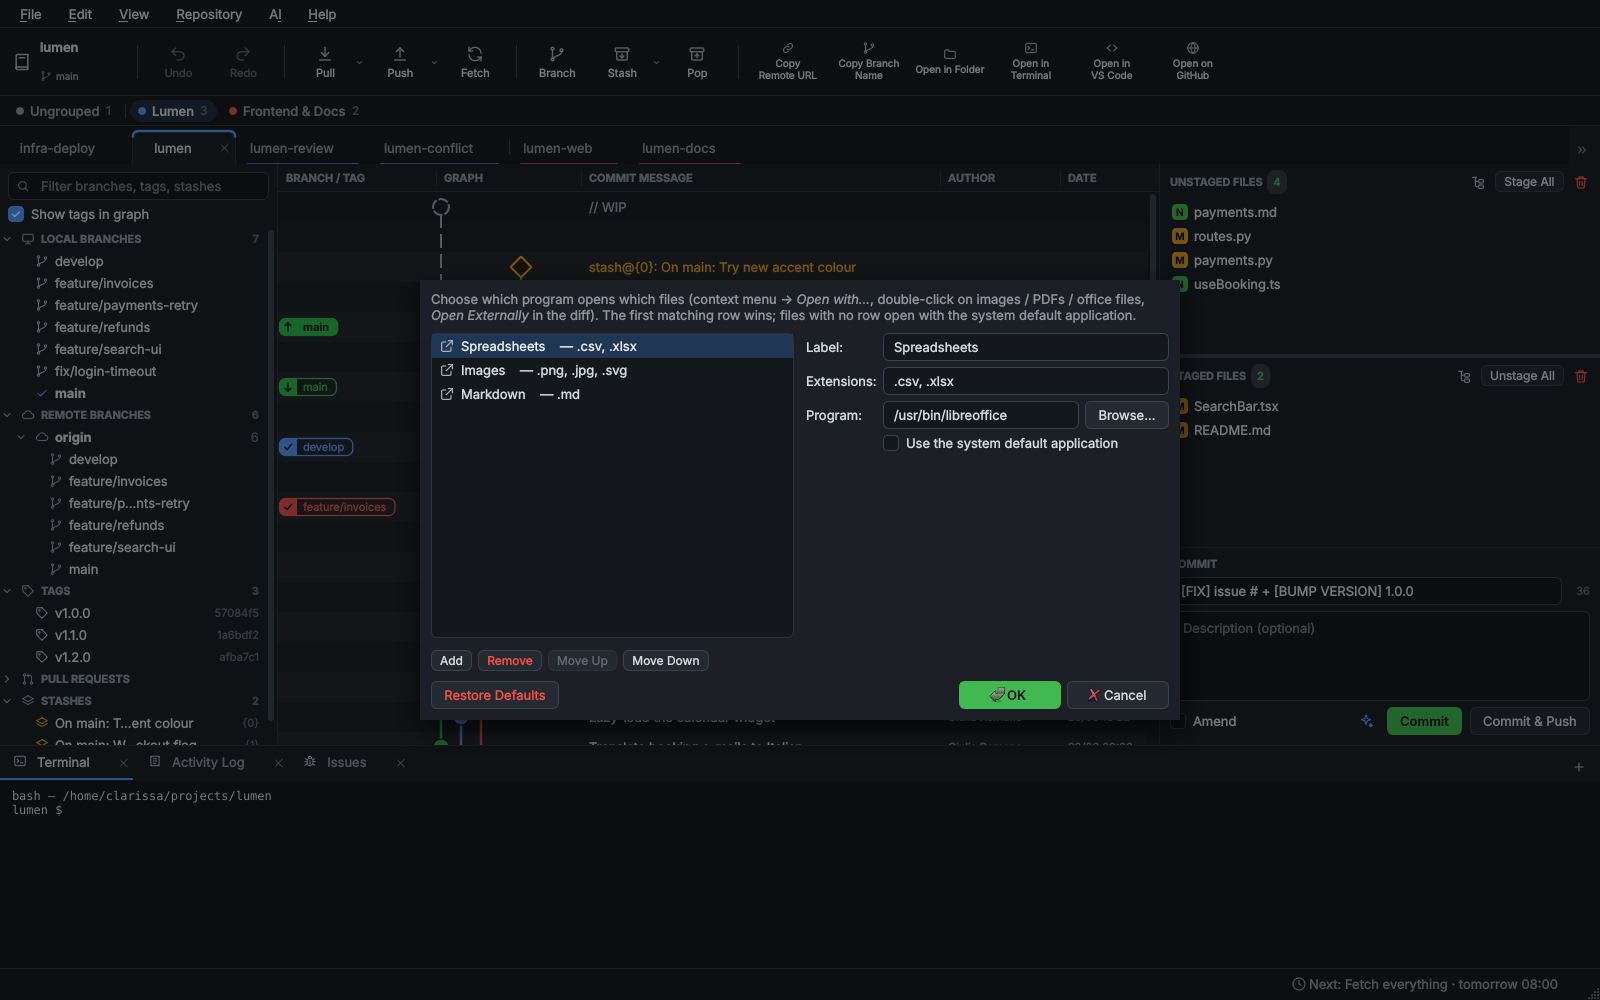 File Edit View Repository AI Help
lumen
main
Undo Redo Pull Push Fetch Branch Stash Pop
Copy Remote URL
Copy Branch Name
Open in Folder
Open in Terminal
Open in VS Code
Open on GitHub
Ungrouped 1 Lumen 3 Frontend & Docs 2
infra-deploy lumen lumen-review lumen-conflict lumen-web lumen-docs
Filter branches, tags, stashes
Show tags in graph
LOCAL BRANCHES 7
develop
feature/invoices
feature/payments-retry
feature/refunds
feature/search-ui
fix/login-timeout
main
REMOTE BRANCHES 6
origin 6
develop
feature/invoices
feature/p...nts-retry
feature/refunds
feature/search-ui
main
TAGS 3
v1.0.0 57084f5
v1.1.0 1a6bdf2
v1.2.0 afba7c1
PULL REQUESTS
STASHES 2
On main: T...ent colour {0}
On main: W...ckout flag {1}
BRANCH / TAG GRAPH COMMIT MESSAGE AUTHOR DATE
// WIP
stash@{0}: On main: Try new accent colour
main
main
develop
feature/invoices
Choose which program opens which files (context menu → Open with..., double-click on images / PDFs / office files,
Open Externally in the diff). The first matching row wins; files with no row open with the system default application.
Spreadsheets — .csv, .xlsx
Images — .png, .jpg, .svg
Markdown — .md
Label: Spreadsheets
Extensions: .csv, .xlsx
Program: /usr/bin/libreoffice Browse...
Use the system default application
Add Remove Move Up Move Down
Restore Defaults OK Cancel
UNSTAGED FILES 4 Stage All
N payments.md
M routes.py
M payments.py
useBooking.ts
TAGED FILES 2 Unstage All
SearchBar.tsx
README.md
OMMIT
[FIX] issue # + [BUMP VERSION] 1.0.0 36
Description (optional)
Amend Commit Commit & Push
Terminal Activity Log Issues
bash — /home/clarissa/projects/lumen
lumen $
Next: Fetch everything · tomorrow 08:00